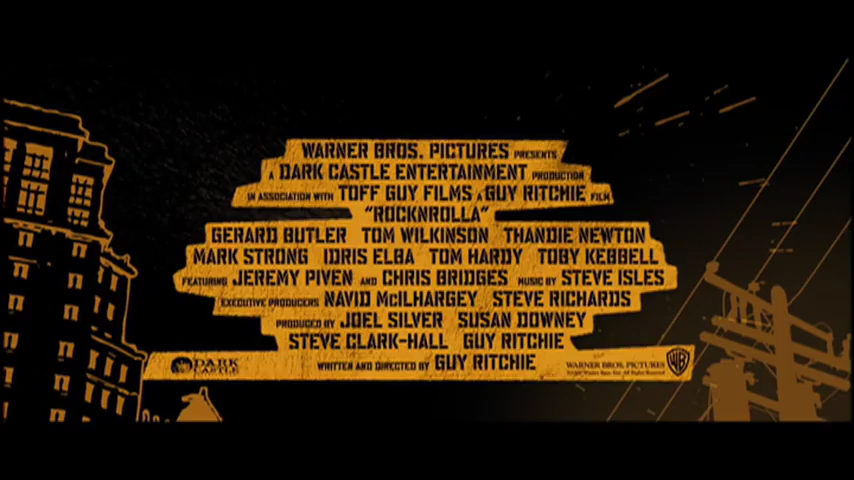 WARNER BROS. PICTURES PRESENTS
A DARK CASTLE ENTERTAINMENT PRODUCTION
IN ASSOCIATION WITH TOFF GUY FILMS A GUY RITCHIE FILM
"ROCKNROLLA"
GERARD BUTLER TOM WILKINSON THANDIE NEWTON
MARK STRONG IDRIS ELBA TOM HARDY TOBY KEBBELL
FEATURING JEREMY PIVEN AND CHRIS BRIDGES MUSIC BY STEVE ISLES
EXECUTIVE PRODUCERS NAVID McILHARGEY STEVE RICHARDS
PRODUCED BY JOEL SILVER SUSAN DOWNEY
STEVE CLARK-HALL GUY RITCHIE
WRITTEN AND DIRECTED BY GUY RITCHIE
DARK CASTLE
WARNER BROS. PICTURES
All Rights Reserved
WB